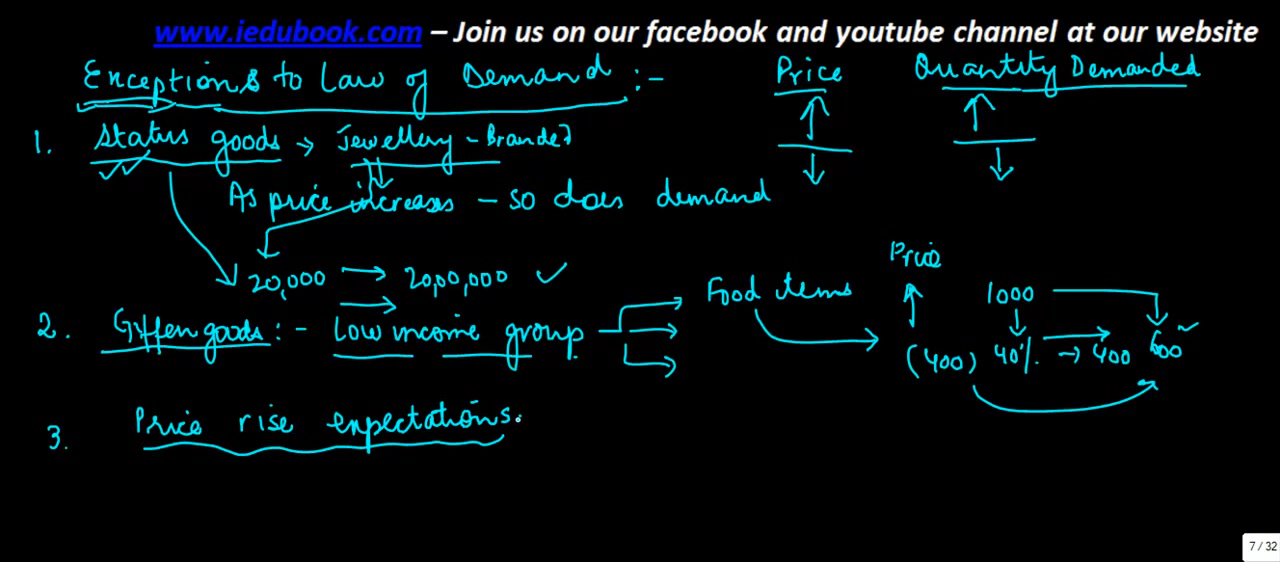 www.iedubook.com – Join us on our facebook and youtube channel at our website
Exceptions to Law of Demand :-
Price Quantity Demanded
1. Status goods → Jewellery - Branded
As price increases - so does demand
20,000 → 20,00,000 ✓
2. Giffen goods :- Low income group
Food items
Price
1000
(400) 40% → 400 600
3. Price rise expectations.
7 / 32